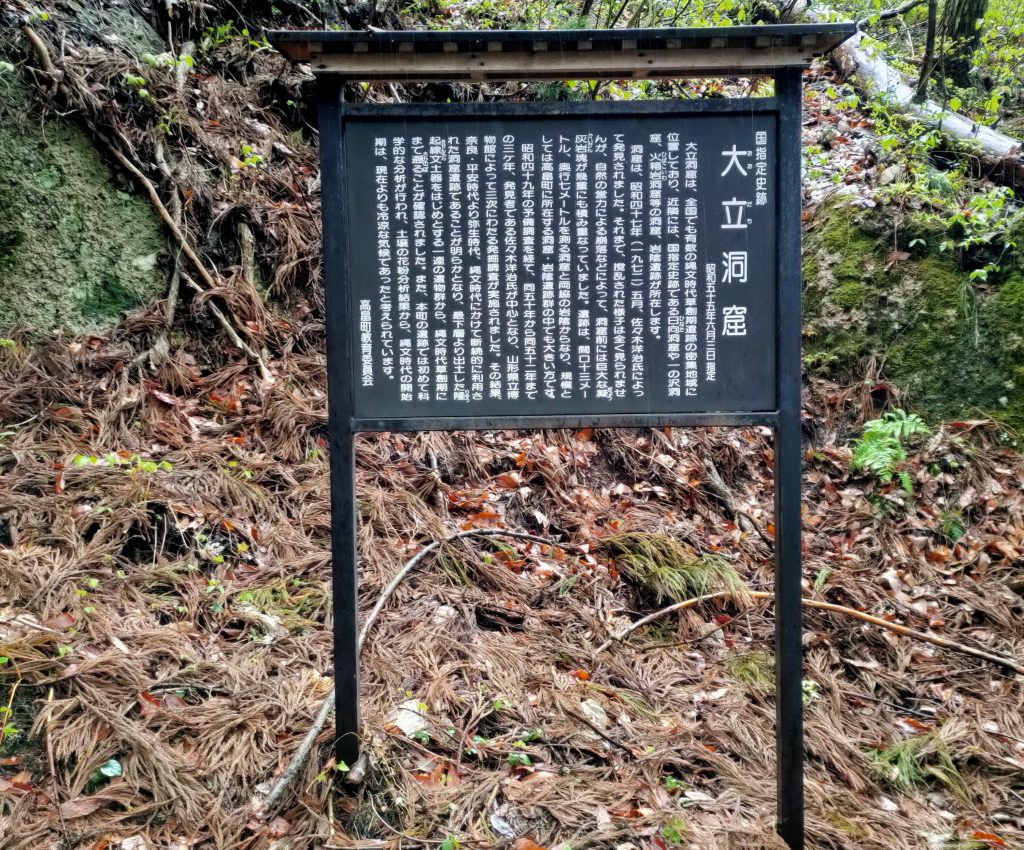 国指定史跡
大立洞窟
おお だち
昭和五十五年六月三日指定
大立洞窟は、全国でも有数の縄文時代草創期遺跡の密集地域に
位置しており、近隣には、国指定史跡である日向洞窟や一の沢洞
窟、火箱岩洞窟等の洞窟、岩陰遺跡が所在します。
洞窟は、昭和四十七年(一九七二)五月、佐々木洋治氏によっ
て発見されました。それまで、撹乱された様子は全く見られませ
んが、自然の営力による崩落などによって、洞窟前には巨大な凝
灰岩塊が幾重にも積み重なっていました。遺跡は、間口十三メー
トル、奥行七メートルを測る洞窟と両脇の岩陰からなり、規模と
しては高畠町に所在する洞窟・岩陰遺跡群の中でも大きい方です。
昭和四十九年の予備調査を経て、同五十年から同五十二年まで
の三ヶ年、発見者である佐々木洋治氏が中心となり、山形県立博
物館によって三次にわたる発掘調査が実施されました。その結果、
奈良・平安時代より弥生時代、縄文時代にかけて断続的に利用さ
れた洞窟遺跡であることが明らかとなり、最下層より出土した隆
起線文土器をはじめとする一連の遺物群から、縄文時代草創期に
まで遡ることが確認されました。また、本町の遺跡では初めて科
学的な分析が行われ、土壌の花粉分析結果から、縄文時代の開始
期は、現在よりも冷涼な気候であったと考えられています。
高畠町教育委員会